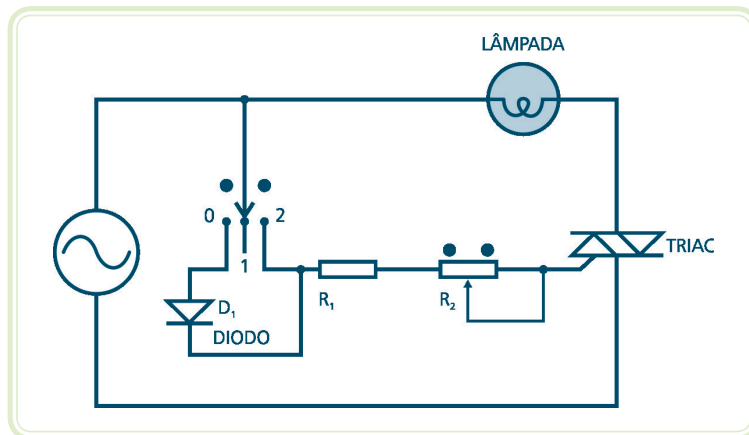 LÂMPADA
0
2
1
TRIAC
D₁
R₁
R₂
DIODO